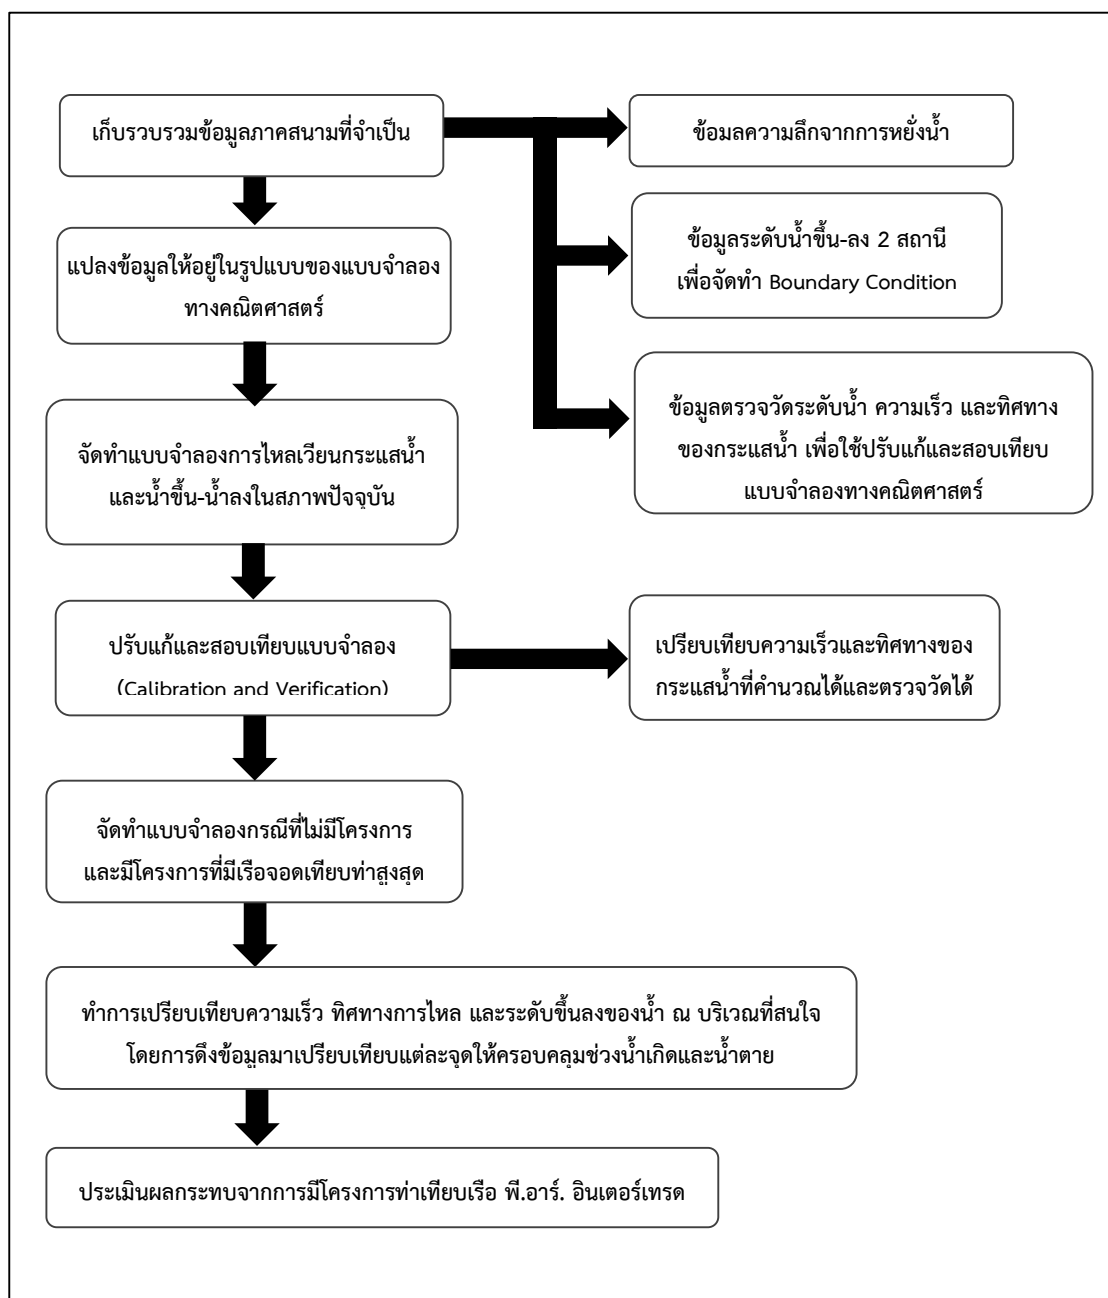 เก็บรวบรวมข้อมูลภาคสนามที่จำเป็น
ข้อมูลความลึกจากการหยั่งน้ำ
ข้อมูลระดับน้ำขึ้น-ลง 2 สถานี
เพื่อจัดทำ Boundary Condition
แปลงข้อมูลให้อยู่ในรูปแบบของแบบจำลอง
ทางคณิตศาสตร์
ข้อมูลตรวจวัดระดับน้ำ ความเร็ว และทิศทาง
ของกระแสน้ำ เพื่อใช้ปรับแก้และสอบเทียบ
แบบจำลองทางคณิตศาสตร์
จัดทำแบบจำลองการไหลเวียนกระแสน้ำ
และน้ำขึ้น-น้ำลงในสภาพปัจจุบัน
ปรับแก้และสอบเทียบแบบจำลอง
(Calibration and Verification)
เปรียบเทียบความเร็วและทิศทางของ
กระแสน้ำที่คำนวณได้และตรวจวัดได้
จัดทำแบบจำลองกรณีที่ไม่มีโครงการ
และมีโครงการที่มีเรือจอดเทียบท่าสูงสุด
ทำการเปรียบเทียบความเร็ว ทิศทางการไหล และระดับขึ้นลงของน้ำ ณ บริเวณที่สนใจ
โดยการดึงข้อมูลมาเปรียบเทียบแต่ละจุดให้ครอบคลุมช่วงน้ำเกิดและน้ำตาย
ประเมินผลกระทบจากการมีโครงการท่าเทียบเรือ พี.อาร์. อินเตอร์เทรด